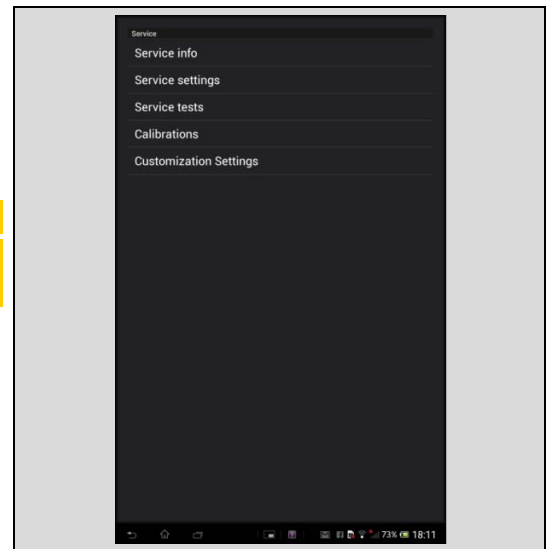 Service
Service info
Service settings
Service tests
Calibrations
Customization Settings
73% 18:11